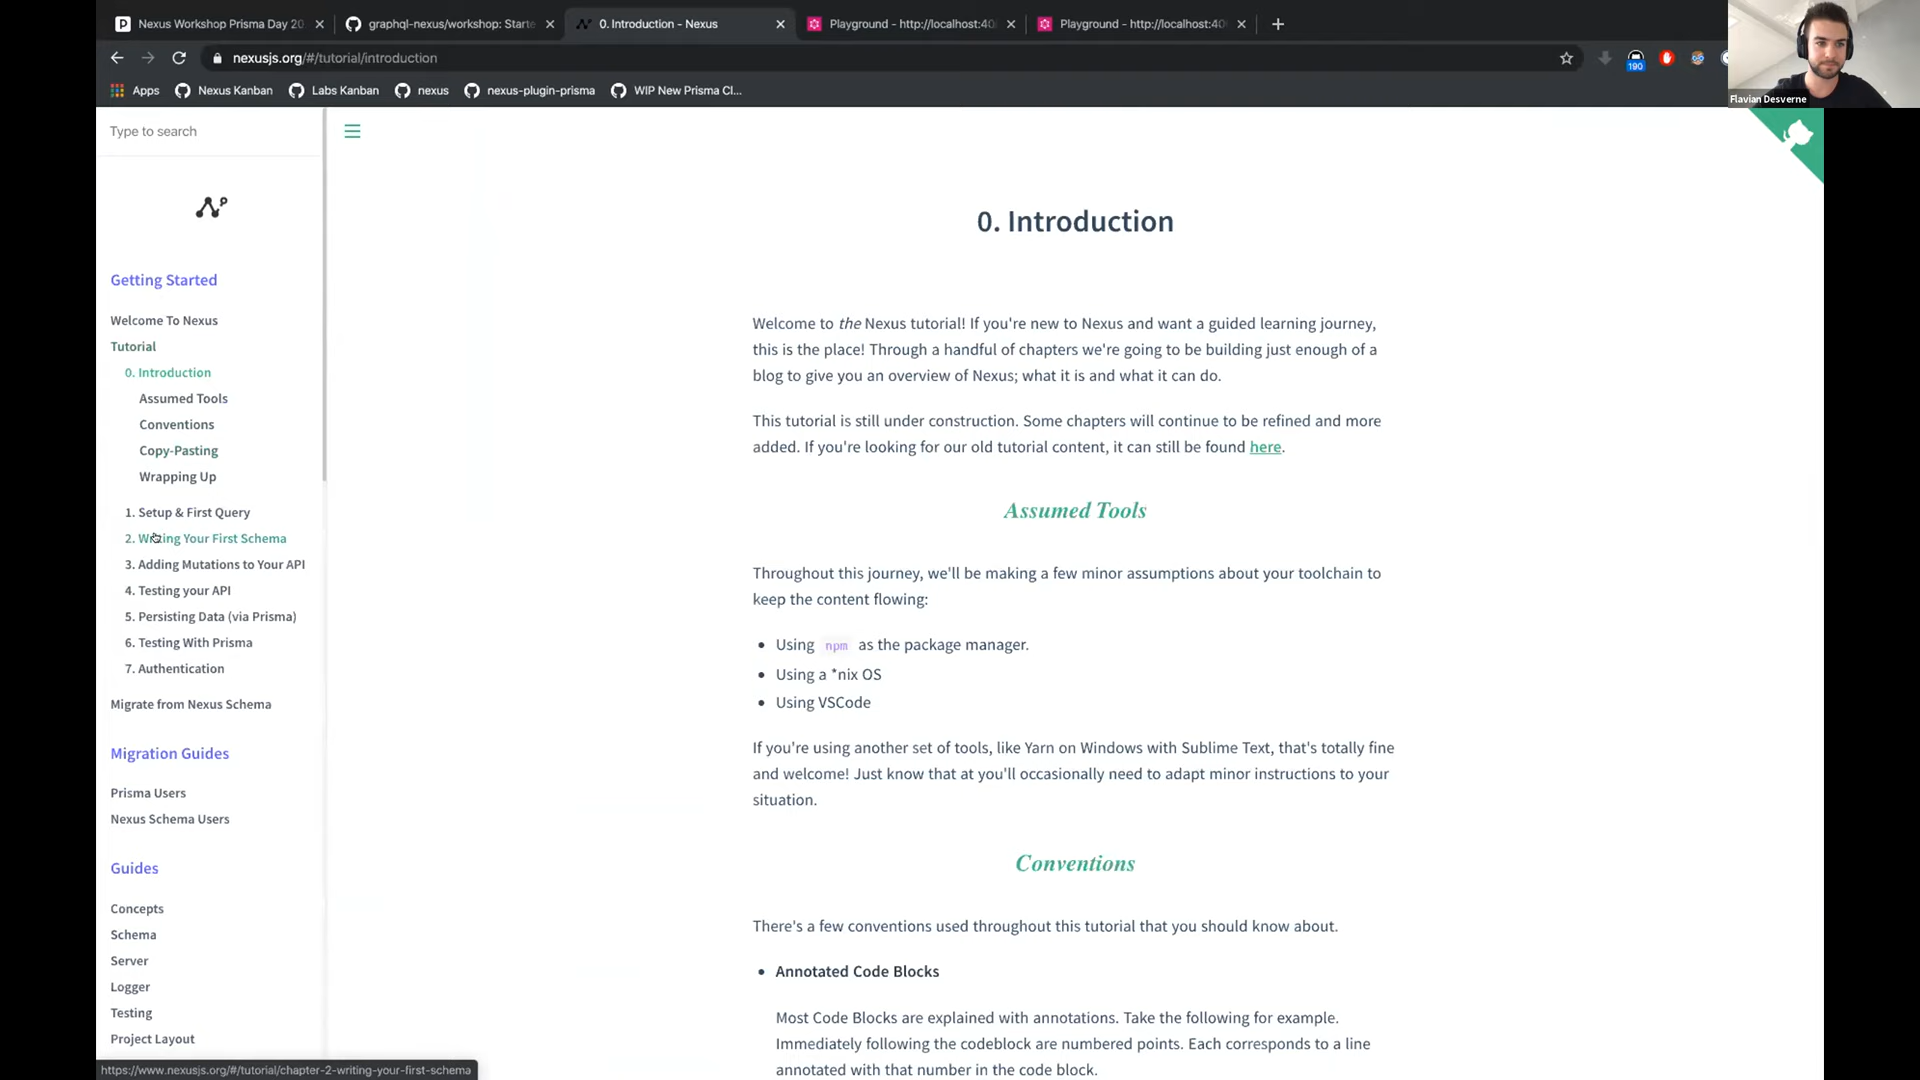 Nexus Workshop Prisma Day 20
graphql-nexus/workshop: Starte
0. Introduction - Nexus
Playground - http://localhost:40
Playground - http://localhost:40
nexusjs.org/#/tutorial/introduction
190
Apps
Nexus Kanban
Labs Kanban
nexus
nexus-plugin-prisma
WIP New Prisma Cl...
Flavian Desverne
Type to search
Getting Started
Welcome To Nexus
Tutorial
0. Introduction
Assumed Tools
Conventions
Copy-Pasting
Wrapping Up
1. Setup & First Query
2. Writing Your First Schema
3. Adding Mutations to Your API
4. Testing your API
5. Persisting Data (via Prisma)
6. Testing With Prisma
7. Authentication
Migrate from Nexus Schema
Migration Guides
Prisma Users
Nexus Schema Users
Guides
Concepts
Schema
Server
Logger
Testing
Project Layout
https://www.nexusjs.org/#/tutorial/chapter-2-writing-your-first-schema
0. Introduction
Welcome to the Nexus tutorial! If you're new to Nexus and want a guided learning journey,
this is the place! Through a handful of chapters we're going to be building just enough of a
blog to give you an overview of Nexus; what it is and what it can do.
This tutorial is still under construction. Some chapters will continue to be refined and more
added. If you're looking for our old tutorial content, it can still be found here.
Assumed Tools
Throughout this journey, we'll be making a few minor assumptions about your toolchain to
keep the content flowing:
• Using npm as the package manager.
• Using a *nix OS
• Using VSCode
If you're using another set of tools, like Yarn on Windows with Sublime Text, that's totally fine
and welcome! Just know that at you'll occasionally need to adapt minor instructions to your
situation.
Conventions
There's a few conventions used throughout this tutorial that you should know about.
• Annotated Code Blocks
Most Code Blocks are explained with annotations. Take the following for example.
Immediately following the codeblock are numbered points. Each corresponds to a line
annotated with that number in the code block.